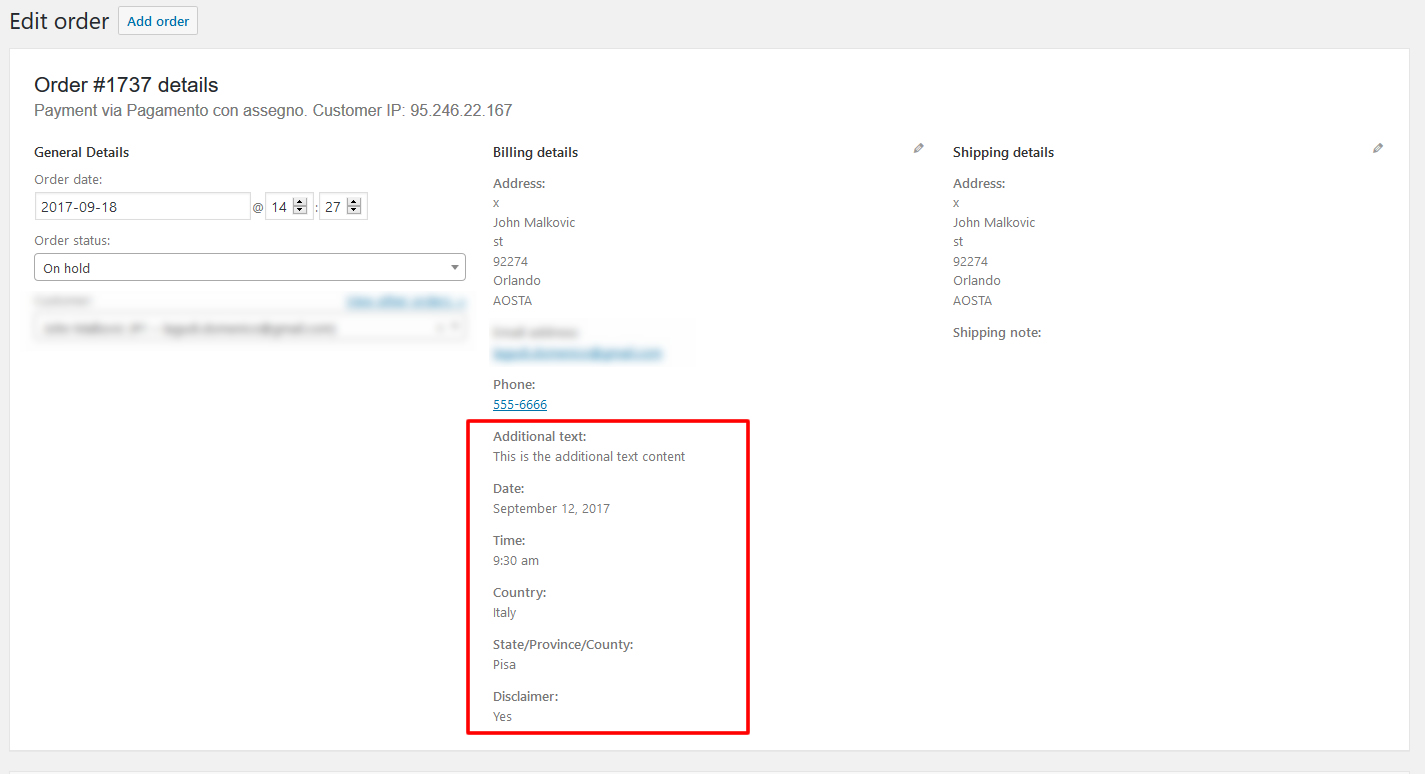 Edit order
Add order
Order #1737 details
Payment via Pagamento con assegno. Customer IP: 95.246.22.167
General Details
Order date:
2017-09-18 @ 14 : 27
Order status:
On hold
Billing details
Address:
x
John Malkovic
st
92274
Orlando
AOSTA
Phone:
555-6666
Additional text:
This is the additional text content
Date:
September 12, 2017
Time:
9:30 am
Country:
Italy
State/Province/County:
Pisa
Disclaimer:
Yes
Shipping details
Address:
x
John Malkovic
st
92274
Orlando
AOSTA
Shipping note: